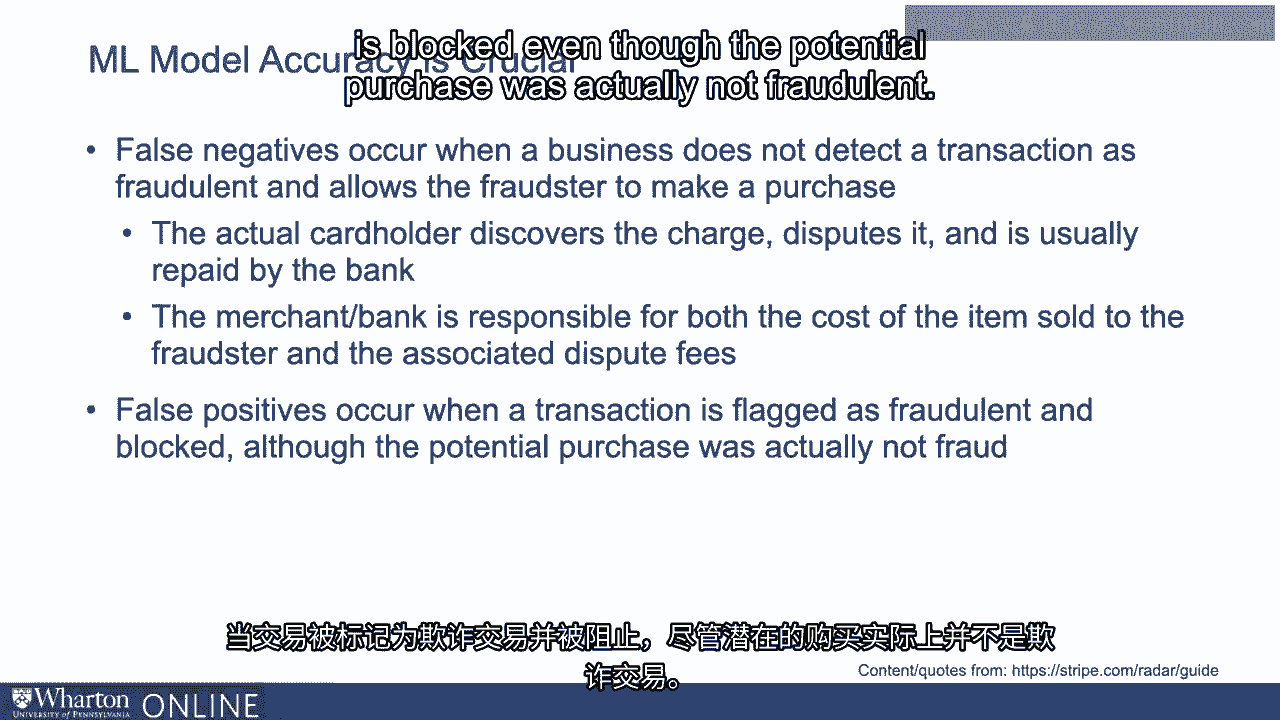 is blocked even though the potential
purchase was actually not fraudulent.
ML Model Accuracy is Crucial
• False negatives occur when a business does not detect a transaction as
fraudulent and allows the fraudster to make a purchase
• The actual cardholder discovers the charge, disputes it, and is usually
repaid by the bank
• The merchant/bank is responsible for both the cost of the item sold to the
fraudster and the associated dispute fees
• False positives occur when a transaction is flagged as fraudulent and
blocked, although the potential purchase was actually not fraud
当交易被标记为欺诈交易并被阻止，尽管潜在的购买实际上并不是欺
诈交易。
Content/quotes from: https://stripe.com/radar/guide
Wharton
UNIVERSITY of PENNSYLVANIA
ONLINE